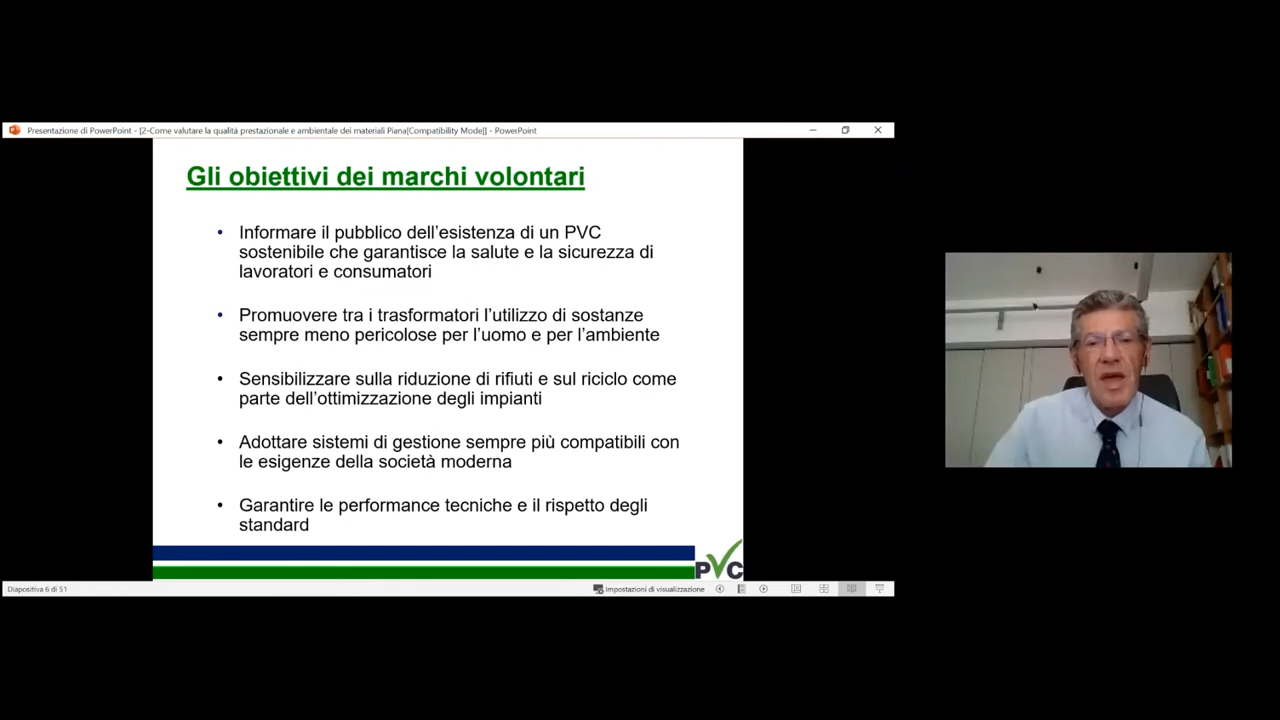 Presentazione di PowerPoint - [2-Come valutare la qualità prestazionale e ambientale dei materiali Piana[Compatibility Mode]] - PowerPoint
Gli obiettivi dei marchi volontari
• Informare il pubblico dell’esistenza di un PVC
sostenibile che garantisce la salute e la sicurezza di
lavoratori e consumatori
• Promuovere tra i trasformatori l’utilizzo di sostanze
sempre meno pericolose per l’uomo e per l’ambiente
• Sensibilizzare sulla riduzione di rifiuti e sul riciclo come
parte dell’ottimizzazione degli impianti
• Adottare sistemi di gestione sempre più compatibili con
le esigenze della società moderna
• Garantire le performance tecniche e il rispetto degli
standard
PVC
Diapositiva 6 di 51
Impostazioni di visualizzazione